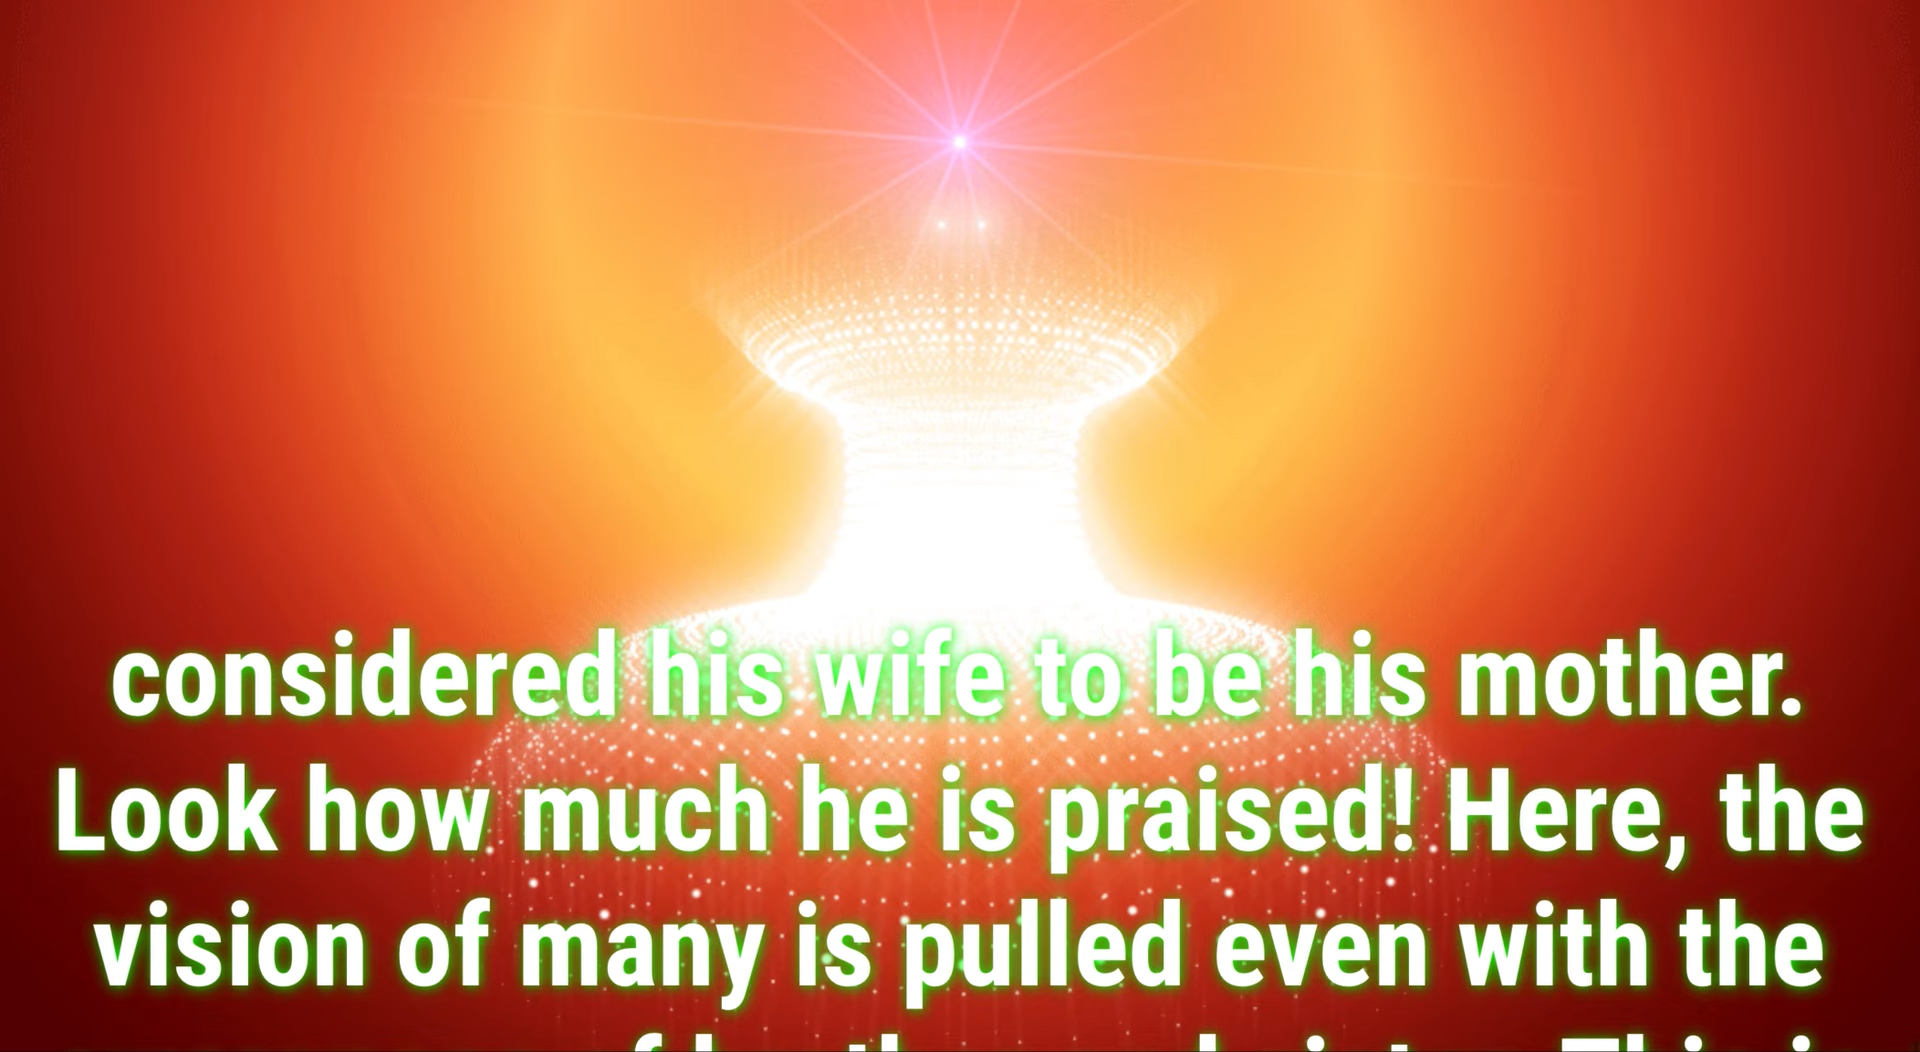 considered his wife to be his mother.
Look how much he is praised! Here, the
vision of many is pulled even with the